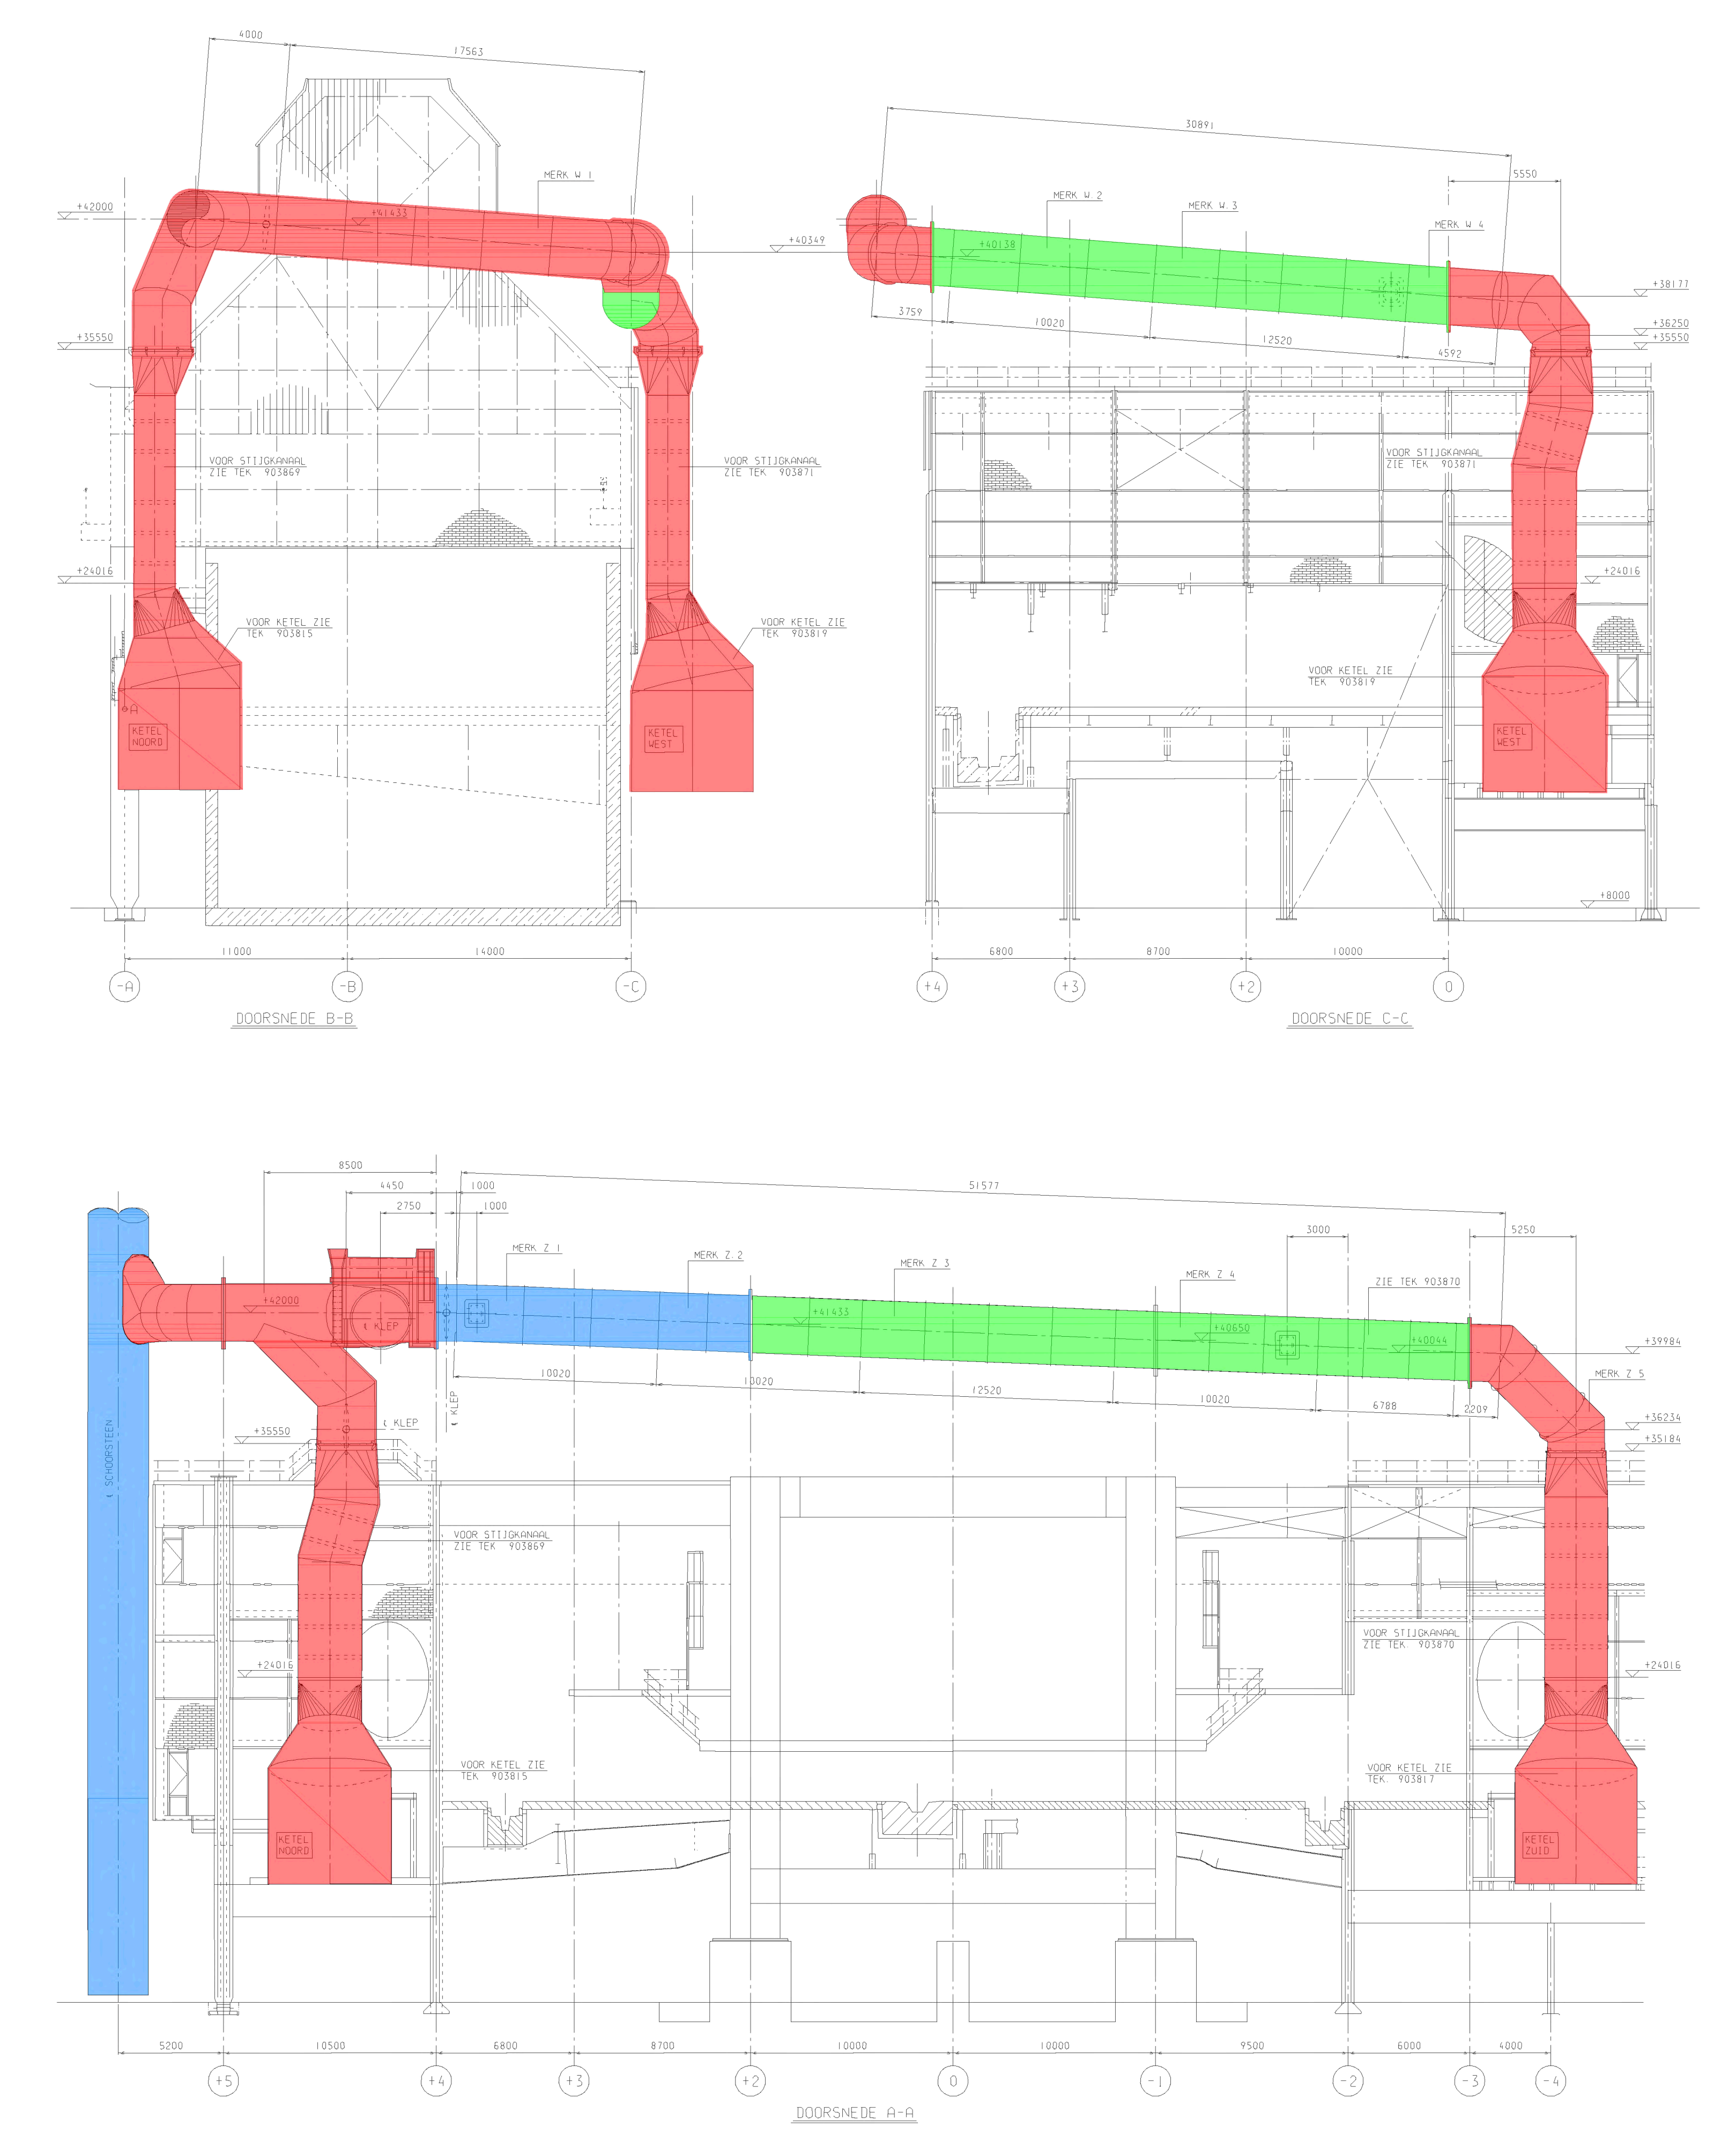 4000
17563
MERK W 1
+42000
+41433
+40349
+35550
VOOR STIJGKANAAL
ZIE TEK 903869
VOOR STIJGKANAAL
ZIE TEK 903871
+24016
VOOR KETEL ZIE
TEK 903815
VOOR KETEL ZIE
TEK 903819
A
KETEL
NOORD
KETEL
WEST
11000
14000
-A
-B
-C
DOORSNEDE B-B
30891
5550
MERK W.2
MERK W.3
MERK W 4
+40138
+38177
+36250
+35550
3759
10020
12520
4592
VOOR STIJGKANAAL
ZIE TEK 903871
+24016
VOOR KETEL ZIE
TEK 903819
KETEL
WEST
+8000
6800
8700
10000
+4
+3
+2
0
DOORSNEDE C-C
8500
51577
4450
1000
2750
1000
3000
5250
MERK Z 1
MERK Z.2
MERK Z 3
MERK Z 4
ZIE TEK 903870
+42000
KLEP
+41433
+40650
+40044
+39984
MERK Z 5
10020
10020
12520
10020
6788
2209
KLEP
KLEP
SCHOORSTEEN
+35550
+36234
+35184
VOOR STIJGKANAAL
ZIE TEK 903869
VOOR STIJGKANAAL
ZIE TEK. 903870
+24016
+24016
VOOR KETEL ZIE
TEK 903815
VOOR KETEL ZIE
TEK. 903817
KETEL
NOORD
KETEL
ZUID
5200
10500
6800
8700
10000
10000
9500
6000
4000
+5
+4
+3
+2
0
-1
-2
-3
-4
DOORSNEDE A-A